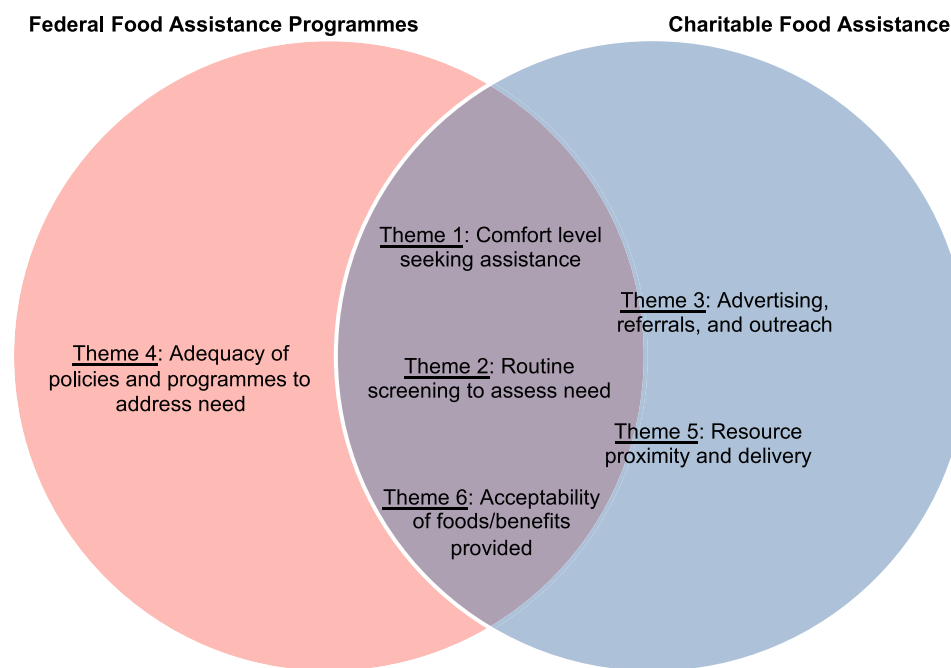 Federal Food Assistance Programmes
Charitable Food Assistance
Theme 1: Comfort level
seeking assistance
Theme 3: Advertising,
referrals, and outreach
Theme 4: Adequacy of
policies and programmes to
address need
Theme 2: Routine
screening to assess need
Theme 5: Resource
proximity and delivery
Theme 6: Acceptability
of foods/benefits
provided